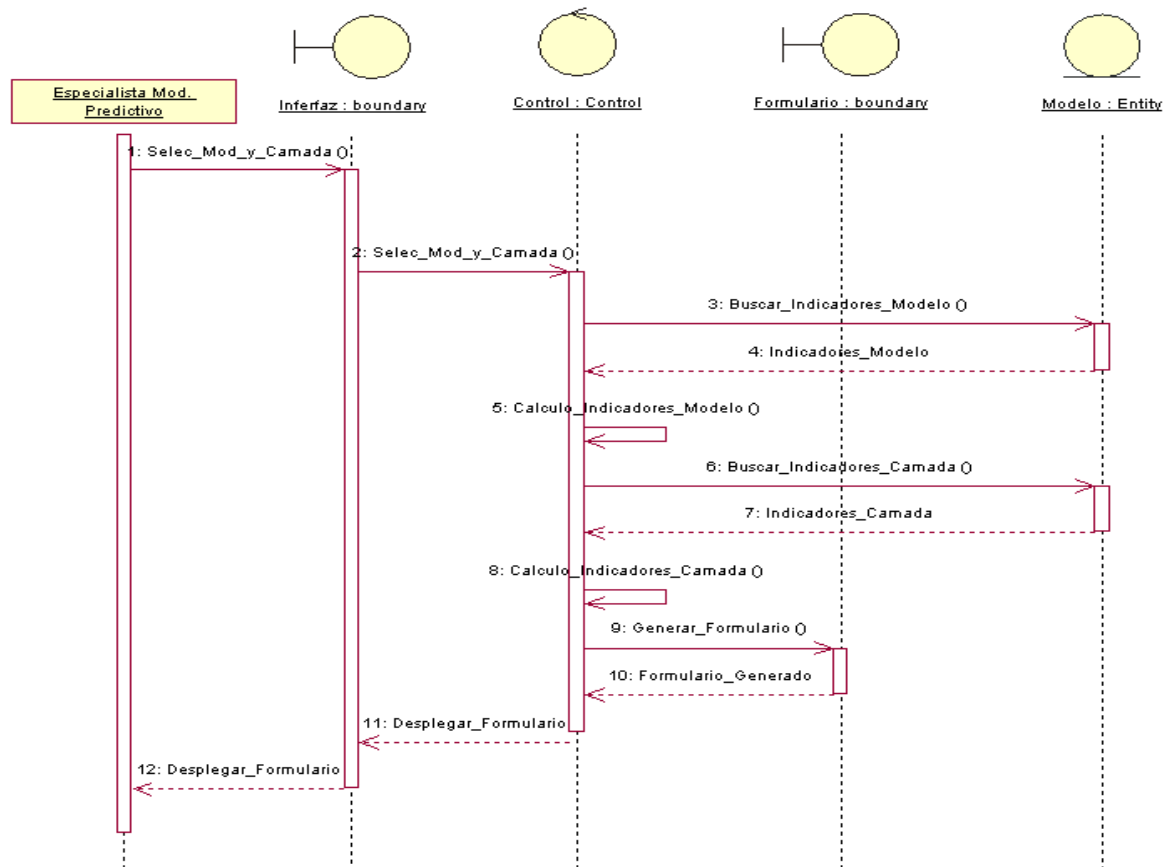 Especialista Mod.
Predictivo
Inferfaz : boundary
Control : Control
Formulario : boundary
Modelo : Entity
1: Selec_Mod_y_Camada ()
2: Selec_Mod_y_Camada ()
3: Buscar_Indicadores_Modelo ()
4: Indicadores_Modelo
5: Calculo_Indicadores_Modelo ()
6: Buscar_Indicadores_Camada ()
7: Indicadores_Camada
8: Calculo_Indicadores_Camada ()
9: Generar_Formulario ()
10: Formulario_Generado
11: Desplegar_Formulario
12: Desplegar_Formulario